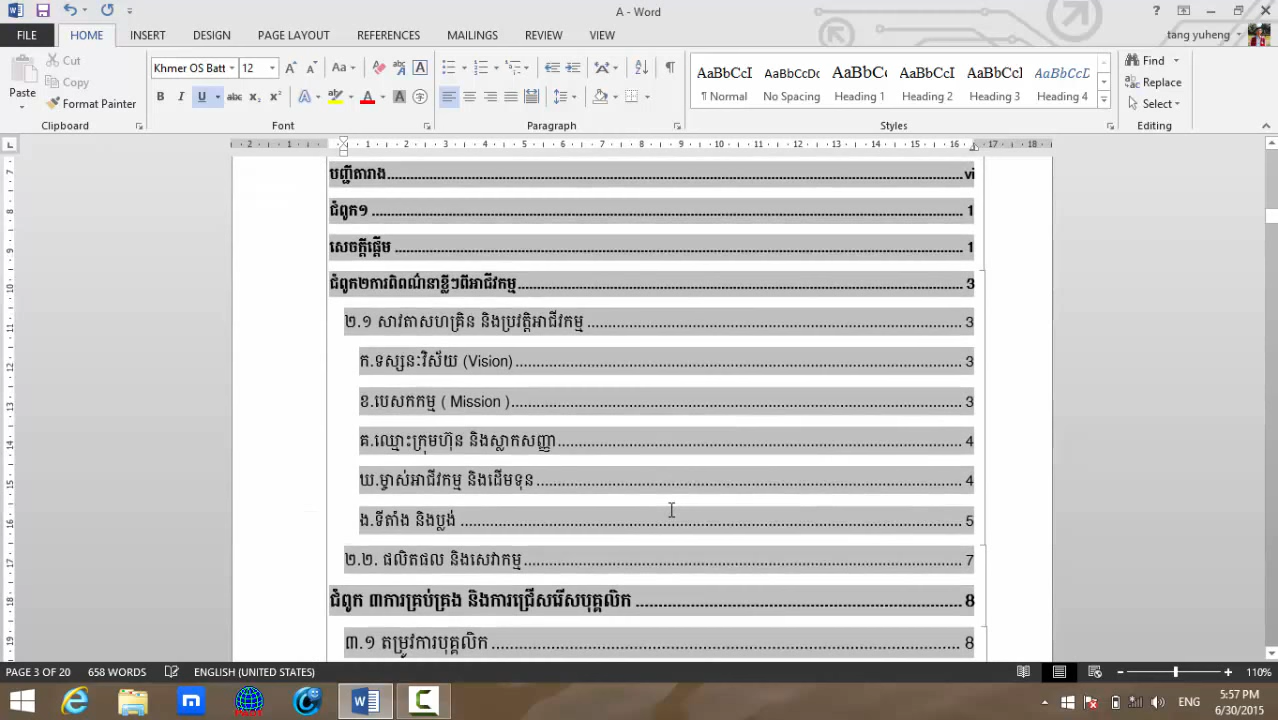 A - Word
tang yuheng
FILE HOME INSERT DESIGN PAGE LAYOUT REFERENCES MAILINGS REVIEW VIEW
Cut
Copy
Format Painter
Paste
Clipboard
Khmer OS Batt 12
Font
Paragraph
AaBbCcI AaBbCcDc AaBbCc AaBbCcI AaBbCcI AaBbCcD
¶ Normal No Spacing Heading 1 Heading 2 Heading 3 Heading 4
Styles
Find
Replace
Select
Editing
បញ្ជីតារាង vi
ជំពូក១ 1
សេចក្តីផ្តើម 1
ជំពូក២ការពិពណ៌នាខ្លីៗពីអាជីវកម្ម 3
២.១ សាវតាសហគ្រិន និងប្រវត្តិអាជីវកម្ម 3
ក.ទស្សនៈវិស័យ (Vision) 3
ខ.បេសកកម្ម ( Mission ) 3
គ.ឈ្មោះក្រុមហ៊ុន និងស្លាកសញ្ញា 4
ឃ.ម្ចាស់អាជីវកម្ម និងដើមទុន 4
ង.ទីតាំង និងប្លង់ 5
២.២. ផលិតផល និងសេវាកម្ម 7
ជំពូក ៣ការគ្រប់គ្រង និងការជ្រើសរើសបុគ្គលិក 8
៣.១ តម្រូវការបុគ្គលិក 8
PAGE 3 OF 20 658 WORDS ENGLISH (UNITED STATES) 110%
ENG
5:57 PM
6/30/2015